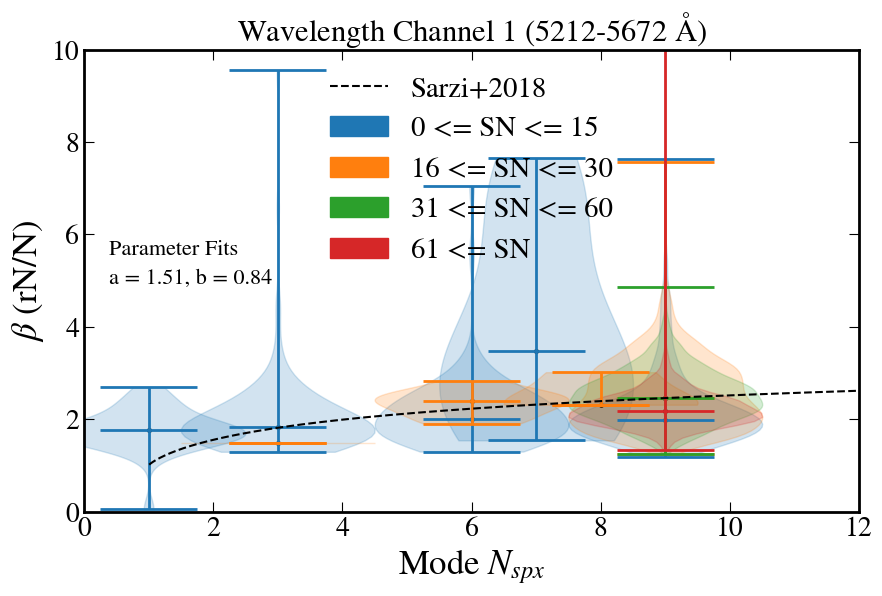 Wavelength Channel 1 (5212-5672 Å)
10
8
6
4
2
0
β (rN/N)
Sarzi+2018
0 <= SN <= 15
16 <= SN <= 30
31 <= SN <= 60
61 <= SN
Parameter Fits
a = 1.51, b = 0.84
0 2 4 6 8 10 12
Mode N_{spx}